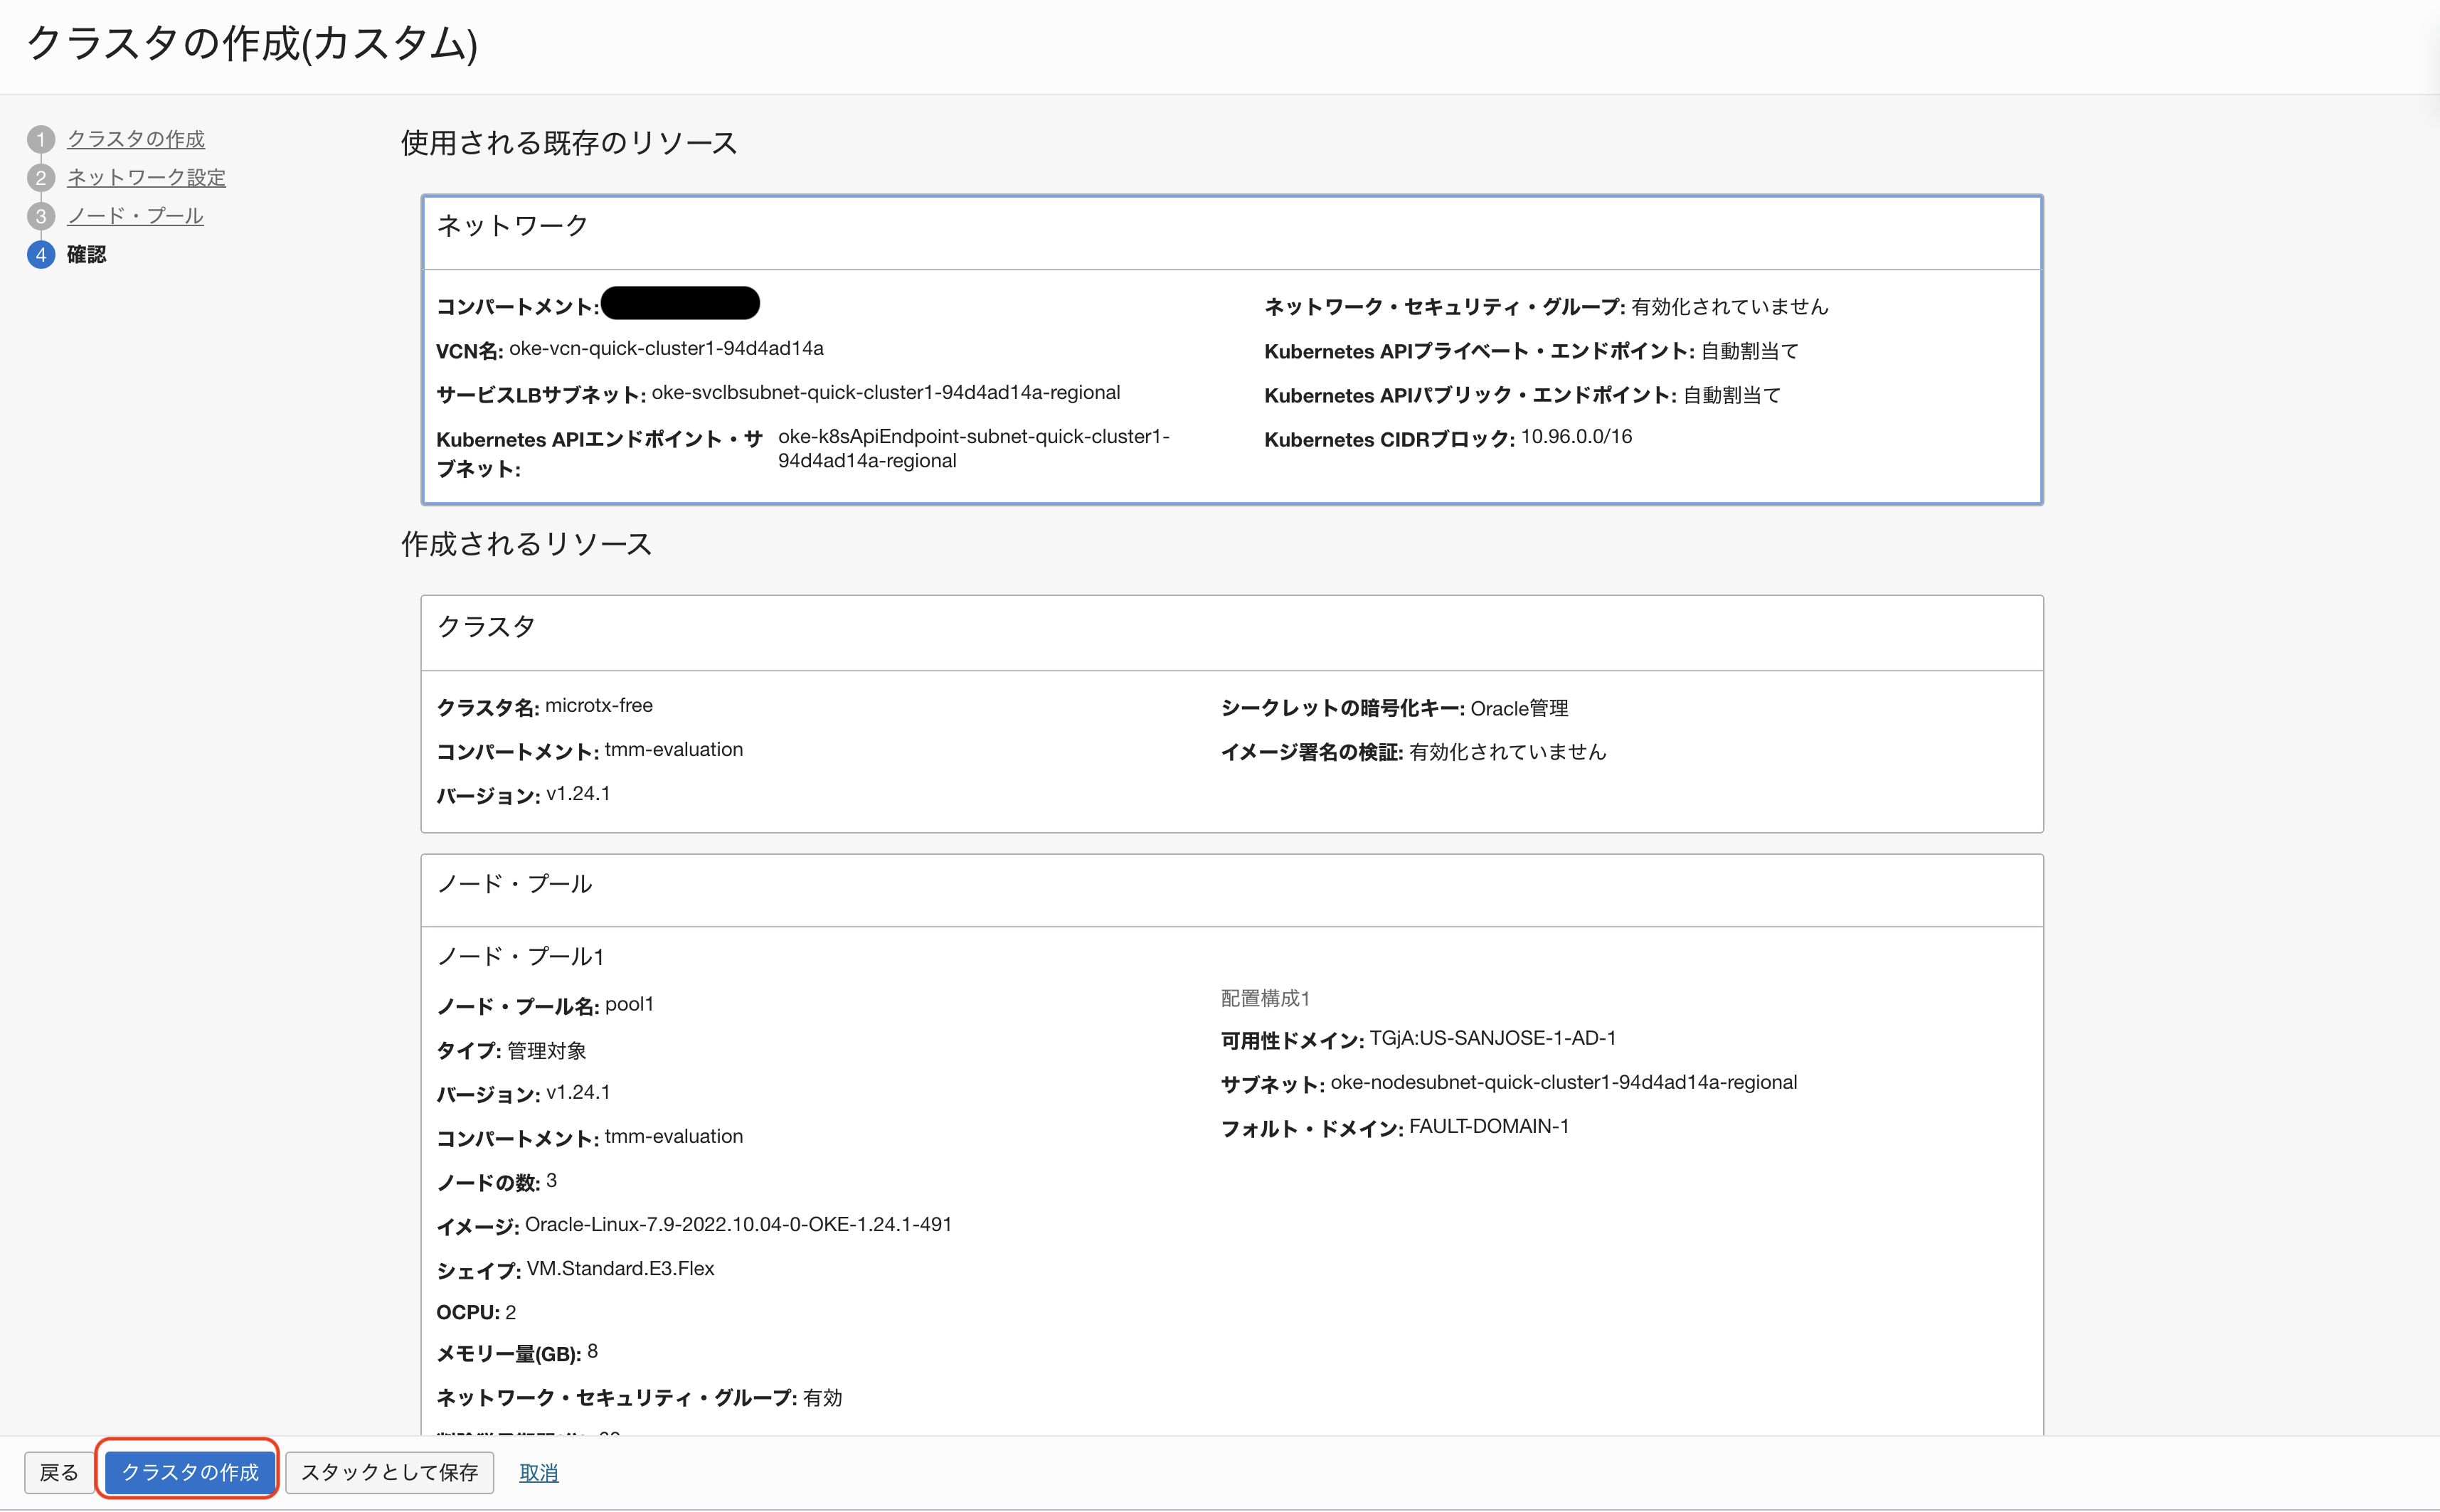 クラスタの作成(カスタム)
1 クラスタの作成
2 ネットワーク設定
3 ノード・プール
4 確認
使用される既存のリソース
ネットワーク
コンパートメント:
VCN名: oke-vcn-quick-cluster1-94d4ad14a
サービスLBサブネット: oke-svclbsubnet-quick-cluster1-94d4ad14a-regional
Kubernetes APIエンドポイント・サ
ブネット:
oke-k8sApiEndpoint-subnet-quick-cluster1-
94d4ad14a-regional
ネットワーク・セキュリティ・グループ: 有効化されていません
Kubernetes APIプライベート・エンドポイント: 自動割当て
Kubernetes APIパブリック・エンドポイント: 自動割当て
Kubernetes CIDRブロック: 10.96.0.0/16
作成されるリソース
クラスタ
クラスタ名: microtx-free
コンパートメント: tmm-evaluation
バージョン: v1.24.1
シークレットの暗号化キー: Oracle管理
イメージ署名の検証: 有効化されていません
ノード・プール
ノード・プール1
ノード・プール名: pool1
タイプ: 管理対象
バージョン: v1.24.1
コンパートメント: tmm-evaluation
ノードの数: 3
イメージ: Oracle-Linux-7.9-2022.10.04-0-OKE-1.24.1-491
シェイプ: VM.Standard.E3.Flex
OCPU: 2
メモリー量(GB): 8
ネットワーク・セキュリティ・グループ: 有効
配置構成1
可用性ドメイン: TGjA:US-SANJOSE-1-AD-1
サブネット: oke-nodesubnet-quick-cluster1-94d4ad14a-regional
フォルト・ドメイン: FAULT-DOMAIN-1
戻る
クラスタの作成
スタックとして保存
取消